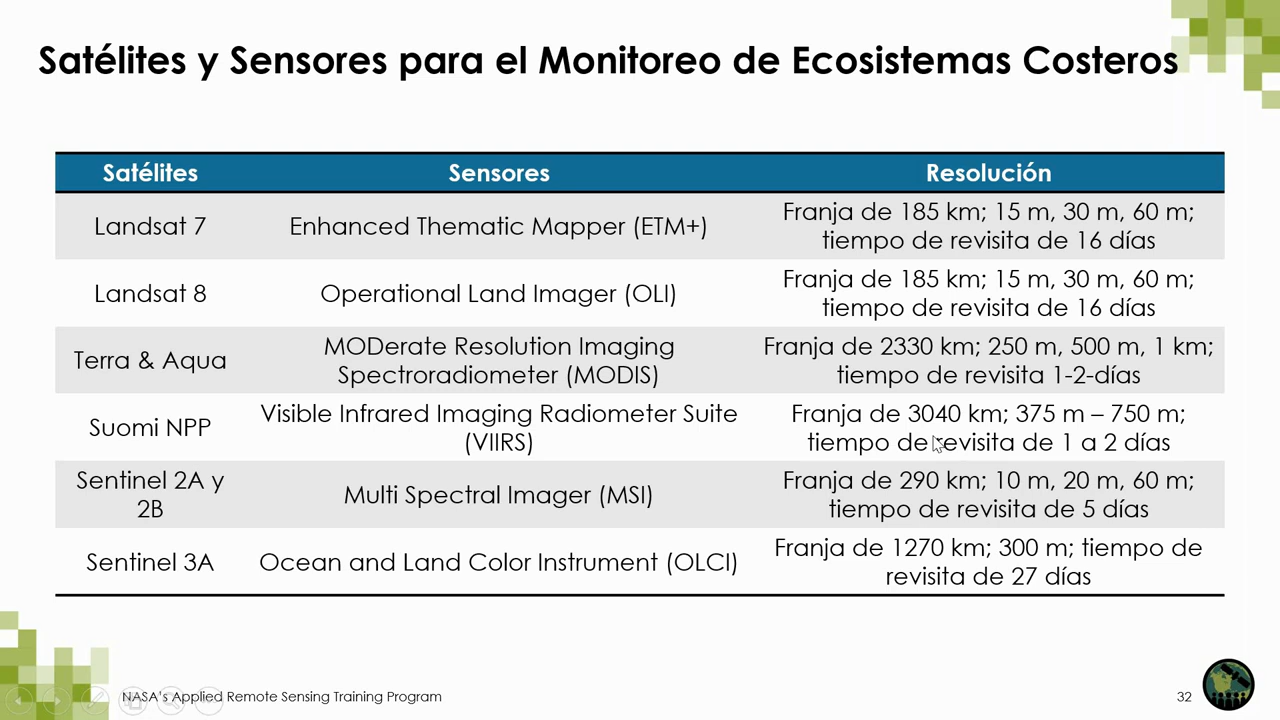 Satélites y Sensores para el Monitoreo de Ecosistemas Costeros
Satélites
Sensores
Resolución
Landsat 7
Enhanced Thematic Mapper (ETM+)
Franja de 185 km; 15 m, 30 m, 60 m;
tiempo de revisita de 16 días
Landsat 8
Operational Land Imager (OLI)
Franja de 185 km; 15 m, 30 m, 60 m;
tiempo de revisita de 16 días
Terra & Aqua
MODerate Resolution Imaging
Spectroradiometer (MODIS)
Franja de 2330 km; 250 m, 500 m, 1 km;
tiempo de revisita 1-2-días
Suomi NPP
Visible Infrared Imaging Radiometer Suite
(VIIRS)
Franja de 3040 km; 375 m – 750 m;
tiempo de revisita de 1 a 2 días
Sentinel 2A y
2B
Multi Spectral Imager (MSI)
Franja de 290 km; 10 m, 20 m, 60 m;
tiempo de revisita de 5 días
Sentinel 3A
Ocean and Land Color Instrument (OLCI)
Franja de 1270 km; 300 m; tiempo de
revisita de 27 días
NASA's Applied Remote Sensing Training Program
32